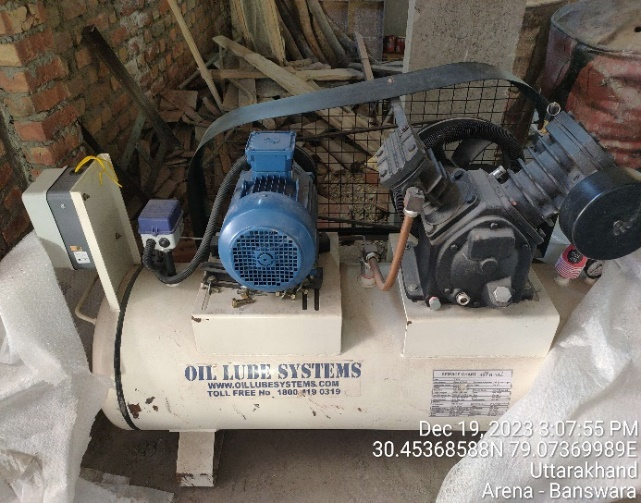 OIL LUBE SYSTEMS
WWW.OILLUBESYSTEMS.COM
TOLL FREE No 1800 419 0319
Dec 19, 2023 3:07:55 PM
30.45368588N 79.07369989E
Uttarakhand
Arena - Banswara